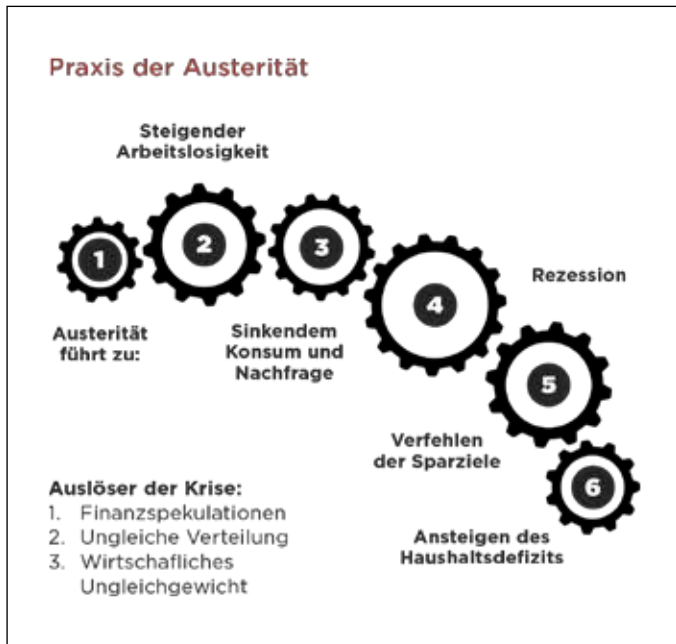 Praxis der Austerität
Steigender
Arbeitslosigkeit
1
2
3
4
5
6
Austerität
führt zu:
Sinkendem
Konsum und
Nachfrage
Rezession
Verfehlen
der Sparziele
Ansteigen des
Haushaltsdefizits
Auslöser der Krise:
1. Finanzspekulationen
2. Ungleiche Verteilung
3. Wirtschafliches
Ungleichgewicht